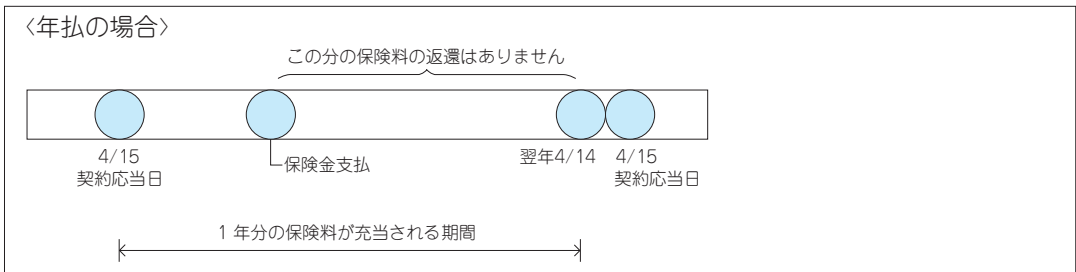 〈年払の場合〉
この分の保険料の返還はありません
4/15
契約応当日
保険金支払
翌年4/14
4/15
契約応当日
1年分の保険料が充当される期間